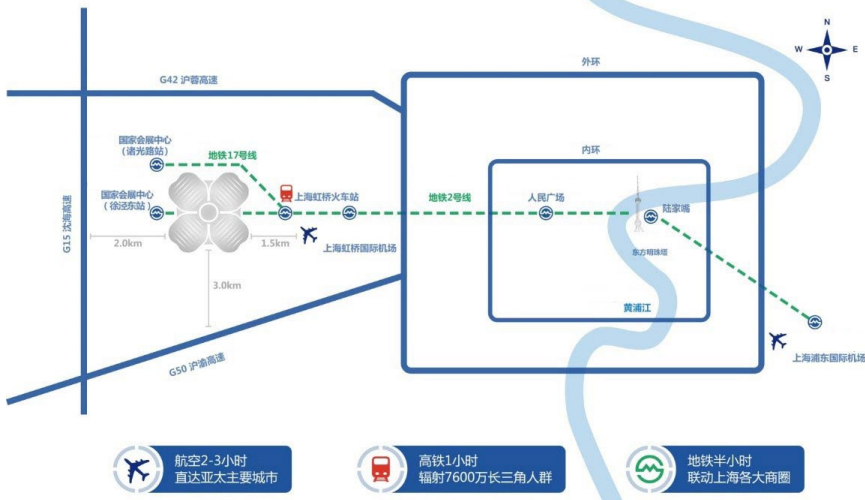 N
W
E
S
G42 沪蓉高速
外环
国家会展中心
(诸光路站)
地铁17号线
内环
国家会展中心
(徐泾东站)
上海虹桥火车站
地铁2号线
人民广场
陆家嘴
G15 沈海高速
2.0km
1.5km
上海虹桥国际机场
东方明珠塔
3.0km
黄浦江
G50 沪渝高速
上海浦东国际机场
航空2-3小时
直达亚太主要城市
高铁1小时
辐射7600万长三角人群
地铁半小时
联动上海各大商圈